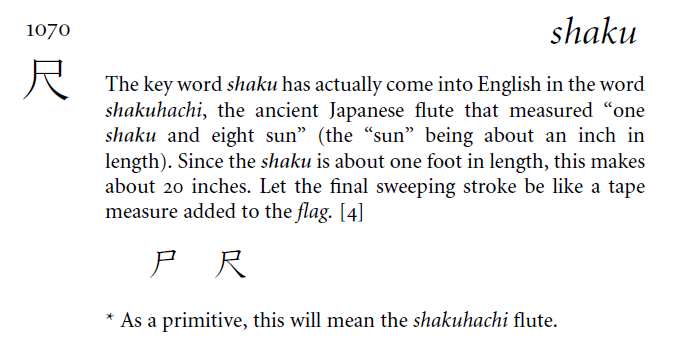 1070
shaku
尺
The key word shaku has actually come into English in the word
shakuhachi, the ancient Japanese flute that measured “one
shaku and eight sun” (the “sun” being about an inch in
length). Since the shaku is about one foot in length, this makes
about 20 inches. Let the final sweeping stroke be like a tape
measure added to the flag. [4]
尸 尺
* As a primitive, this will mean the shakuhachi flute.